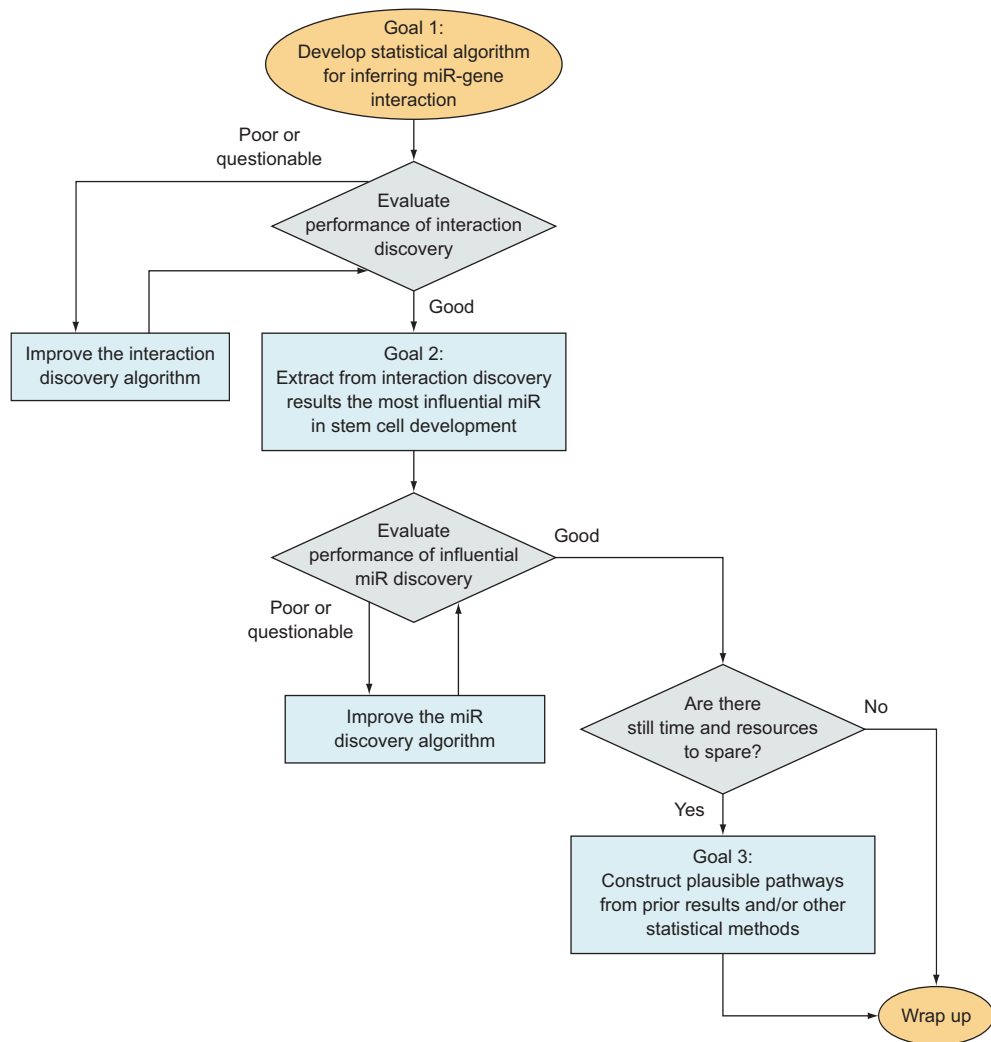 Goal 1:
Develop statistical algorithm
for inferring miR-gene
interaction
Poor or
questionable
Evaluate
performance of interaction
discovery
Good
Improve the interaction
discovery algorithm
Goal 2:
Extract from interaction discovery
results the most influential miR
in stem cell development
Evaluate
performance of influential
miR discovery
Good
Poor or
questionable
Improve the miR
discovery algorithm
Are there
still time and resources
to spare?
No
Yes
Goal 3:
Construct plausible pathways
from prior results and/or other
statistical methods
Wrap up